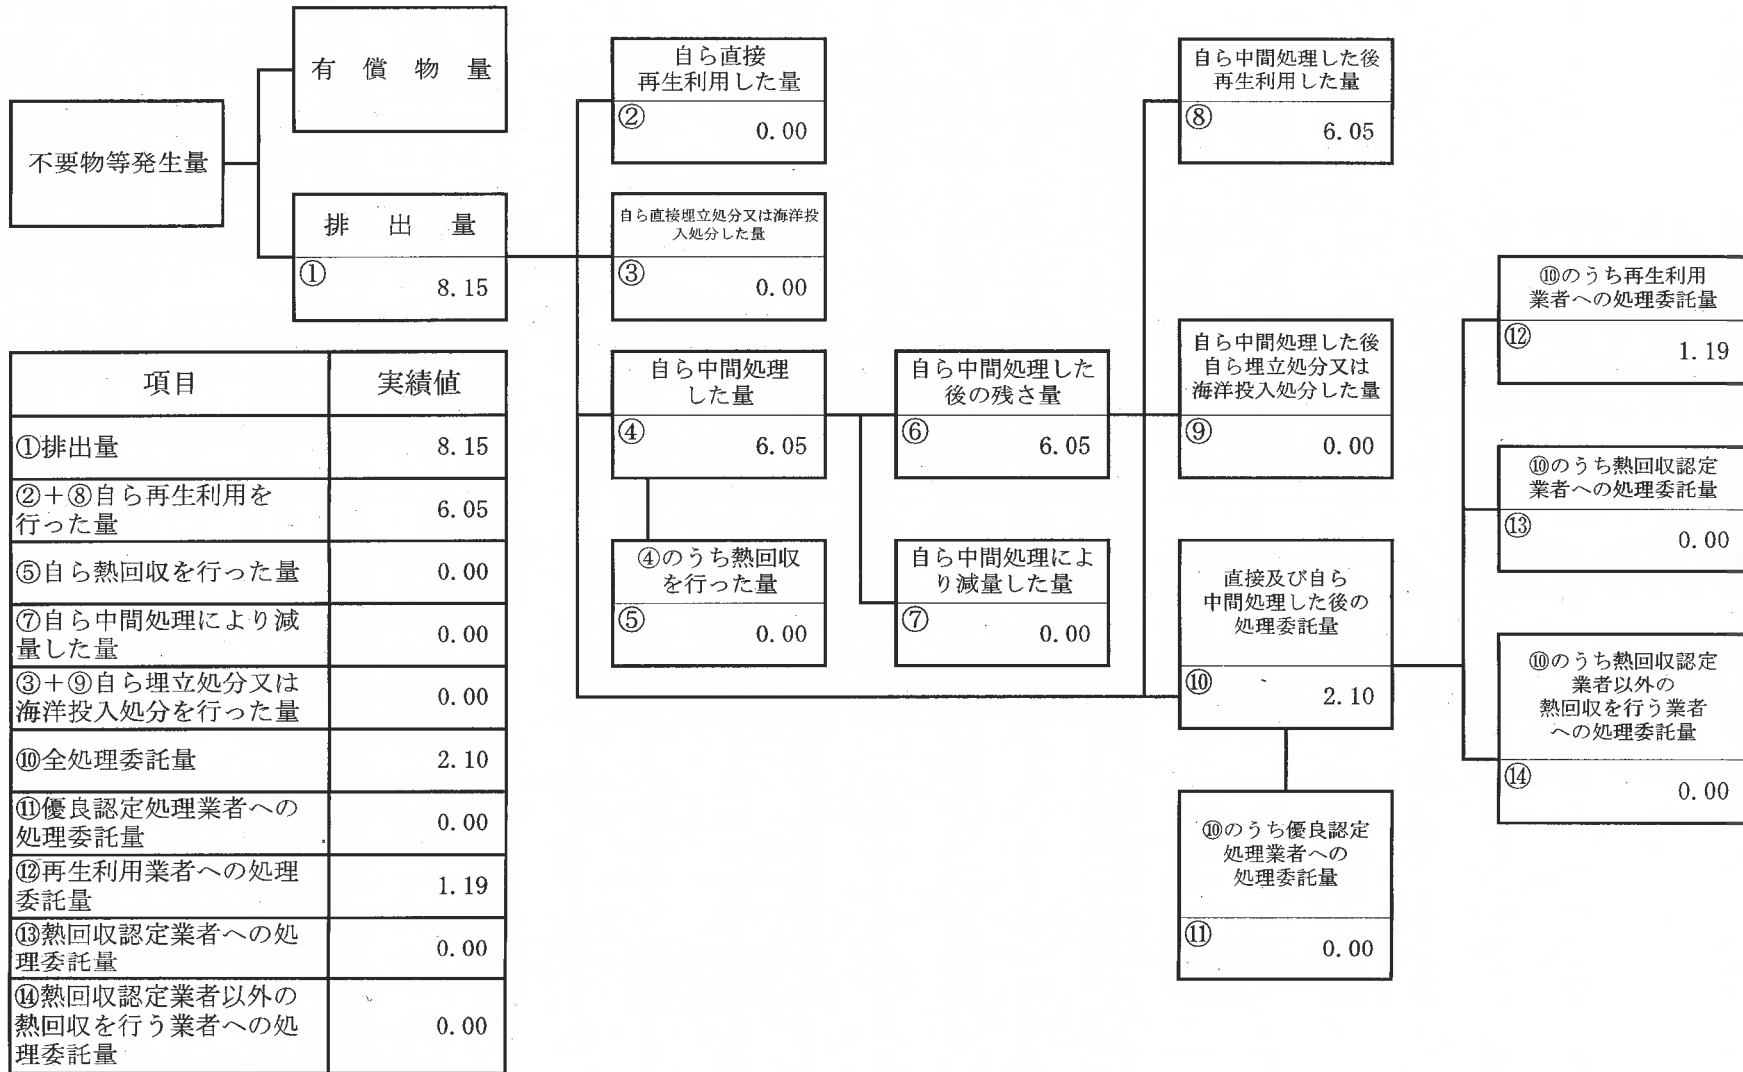 不要物等発生量
有 償 物 量
排 出 量
①
8.15
自ら直接
再生利用した量
②
0.00
自ら直接埋立処分又は海洋投
入処分した量
③
0.00
自ら中間処理
した量
④
6.05
④のうち熱回収
を行った量
⑤
0.00
自ら中間処理した
後の残さ量
⑥
6.05
自ら中間処理によ
り減量した量
⑦
0.00
自ら中間処理した後
再生利用した量
⑧
6.05
自ら中間処理した後
自ら埋立処分又は
海洋投入処分した量
⑨
0.00
直接及び自ら
中間処理した後の
処理委託量
⑩
2.10
⑩のうち優良認定
処理業者への
処理委託量
⑪
0.00
⑩のうち再生利用
業者への処理委託量
⑫
1.19
⑩のうち熱回収認定
業者への処理委託量
⑬
0.00
⑩のうち熱回収認定
業者以外の
熱回収を行う業者
への処理委託量
⑭
0.00
項目 実績値
①排出量 8.15
②+⑧自ら再生利用を
行った量 6.05
⑤自ら熱回収を行った量 0.00
⑦自ら中間処理により減
量した量 0.00
③+⑨自ら埋立処分又は
海洋投入処分を行った量 0.00
⑩全処理委託量 2.10
⑪優良認定処理業者への
処理委託量 0.00
⑫再生利用業者への処理
委託量 1.19
⑬熱回収認定業者への処
理委託量 0.00
⑭熱回収認定業者以外の
熱回収を行う業者への処
理委託量 0.00